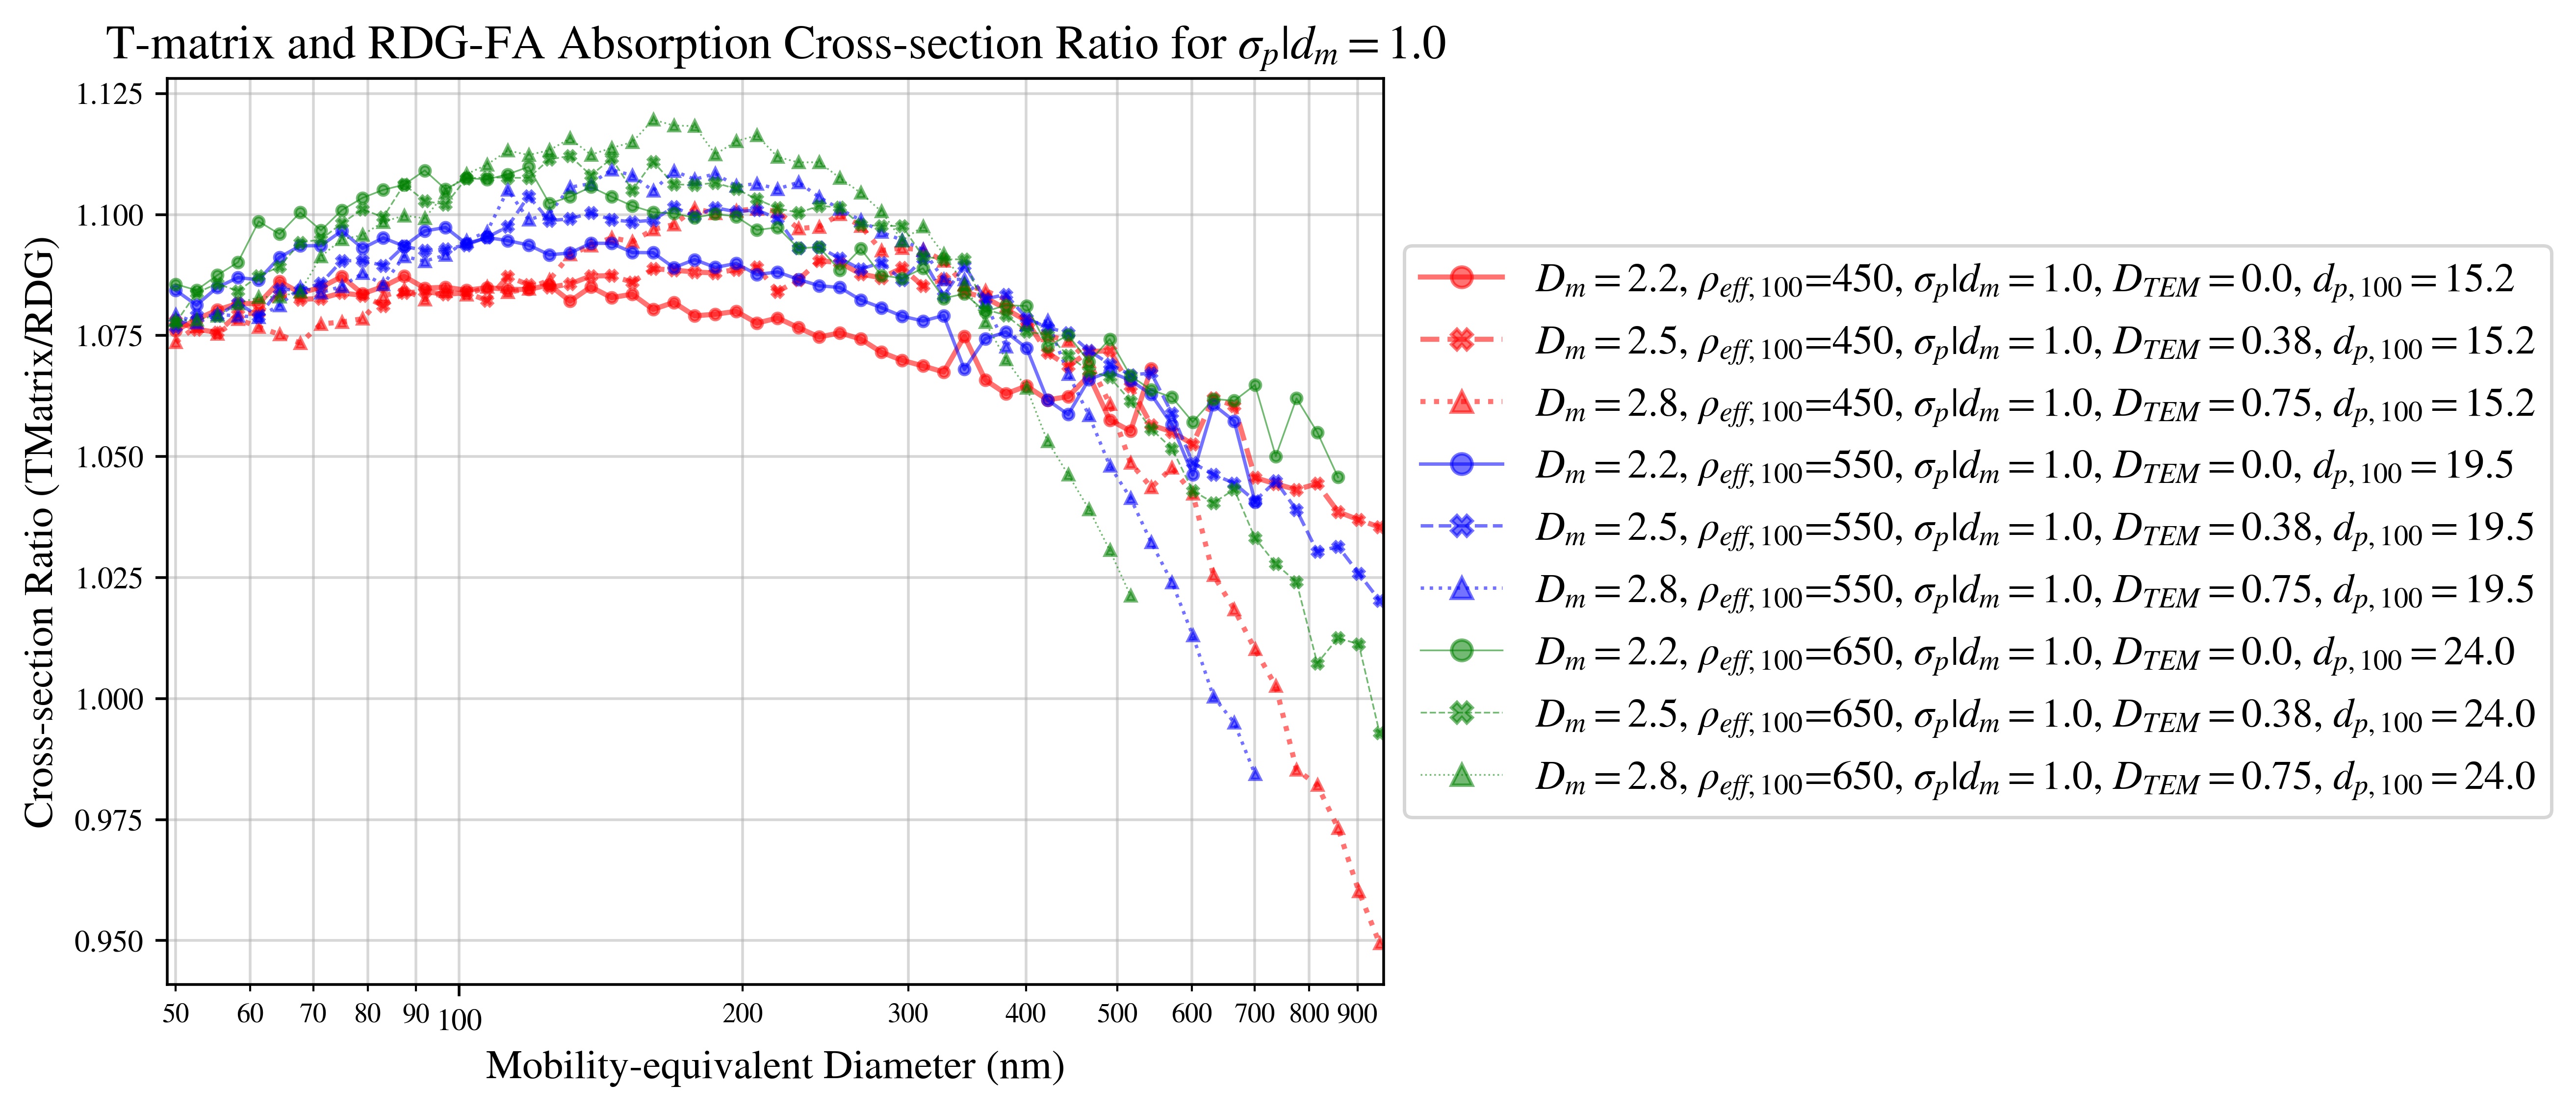 T-matrix and RDG-FA Absorption Cross-section Ratio for σp|dm = 1.0
Cross-section Ratio (TMatrix/RDG)
1.125
1.100
1.075
1.050
1.025
1.000
0.975
0.950
50 60 70 80 90 100 200 300 400 500 600 700 800 900
Mobility-equivalent Diameter (nm)
Dm = 2.2, ρeff,100=450, σp|dm = 1.0, DTEM = 0.0, dp,100 = 15.2
Dm = 2.5, ρeff,100=450, σp|dm = 1.0, DTEM = 0.38, dp,100 = 15.2
Dm = 2.8, ρeff,100=450, σp|dm = 1.0, DTEM = 0.75, dp,100 = 15.2
Dm = 2.2, ρeff,100=550, σp|dm = 1.0, DTEM = 0.0, dp,100 = 19.5
Dm = 2.5, ρeff,100=550, σp|dm = 1.0, DTEM = 0.38, dp,100 = 19.5
Dm = 2.8, ρeff,100=550, σp|dm = 1.0, DTEM = 0.75, dp,100 = 19.5
Dm = 2.2, ρeff,100=650, σp|dm = 1.0, DTEM = 0.0, dp,100 = 24.0
Dm = 2.5, ρeff,100=650, σp|dm = 1.0, DTEM = 0.38, dp,100 = 24.0
Dm = 2.8, ρeff,100=650, σp|dm = 1.0, DTEM = 0.75, dp,100 = 24.0